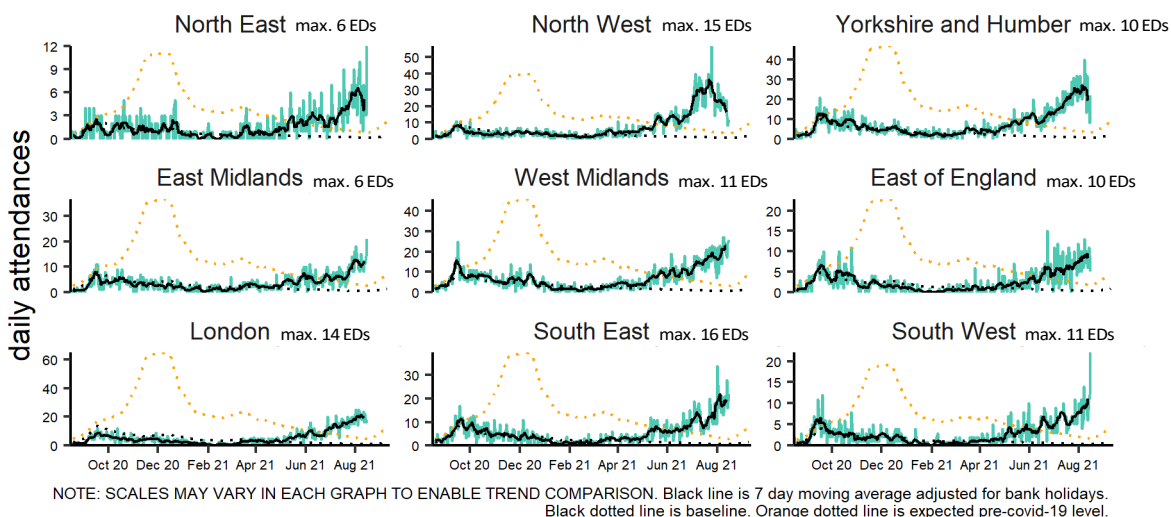 North East max. 6 EDs
North West max. 15 EDs
Yorkshire and Humber max. 10 EDs
12
9
6
3
0
50
40
30
20
10
0
40
30
20
10
0
East Midlands max. 6 EDs
West Midlands max. 11 EDs
East of England max. 10 EDs
30
20
10
0
40
30
20
10
0
20
15
10
5
0
daily attendances
London max. 14 EDs
South East max. 16 EDs
South West max. 11 EDs
60
40
20
0
30
20
10
0
20
15
10
5
0
Oct 20 Dec 20 Feb 21 Apr 21 Jun 21 Aug 21
Oct 20 Dec 20 Feb 21 Apr 21 Jun 21 Aug 21
Oct 20 Dec 20 Feb 21 Apr 21 Jun 21 Aug 21
NOTE: SCALES MAY VARY IN EACH GRAPH TO ENABLE TREND COMPARISON. Black line is 7 day moving average adjusted for bank holidays.
Black dotted line is baseline. Orange dotted line is expected pre-covid-19 level.